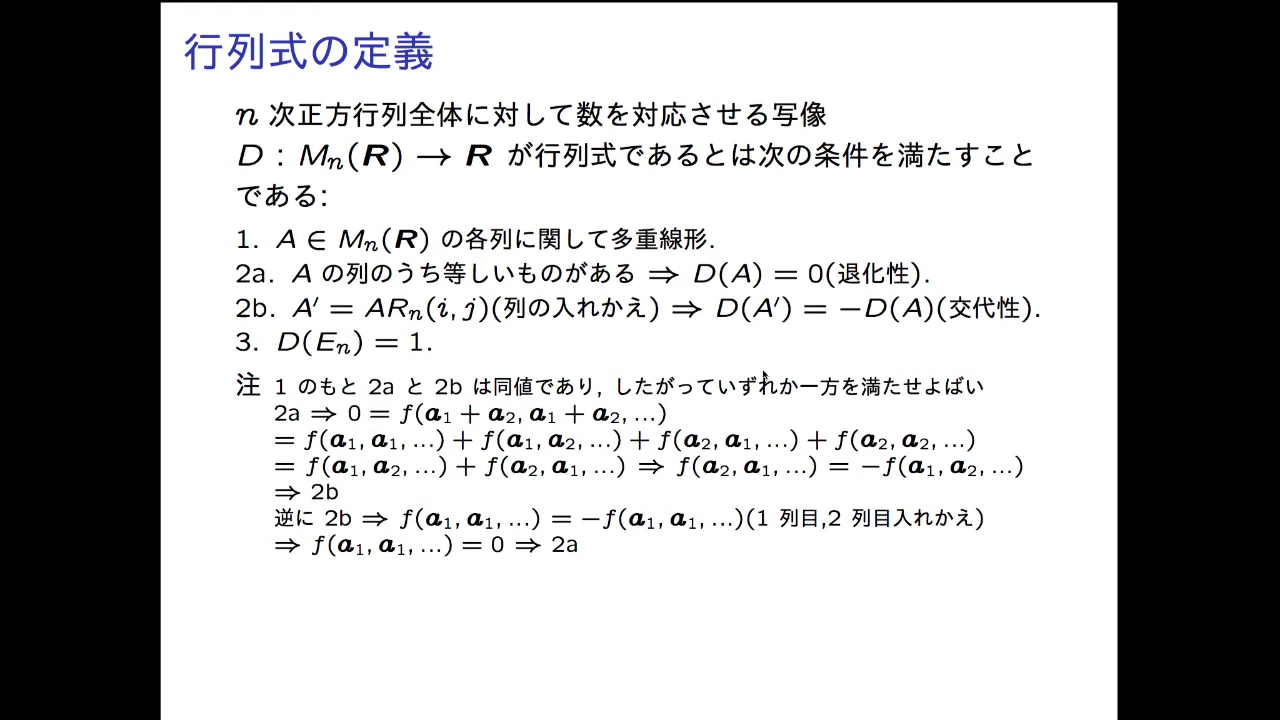 行列式の定義
n 次正方行列全体に対して数を対応させる写像
D : Mn(R) → R が行列式であるとは次の条件を満たすこと
である:
1. A ∈ Mn(R) の各列に関して多重線形.
2a. A の列のうち等しいものがある ⇒ D(A) = 0(退化性).
2b. A′ = ARn(i, j)(列の入れかえ) ⇒ D(A′) = −D(A)(交代性).
3. D(En) = 1.
注 1 のもと 2a と 2b は同値であり, したがっていずれか一方を満たせよばい
2a ⇒ 0 = f(a1 + a2, a1 + a2, ...)
= f(a1, a1, ...) + f(a1, a2, ...) + f(a2, a1, ...) + f(a2, a2, ...)
= f(a1, a2, ...) + f(a2, a1, ...) ⇒ f(a2, a1, ...) = −f(a1, a2, ...)
⇒ 2b
逆に 2b ⇒ f(a1, a1, ...) = −f(a1, a1, ...)(1 列目,2 列目入れかえ)
⇒ f(a1, a1, ...) = 0 ⇒ 2a